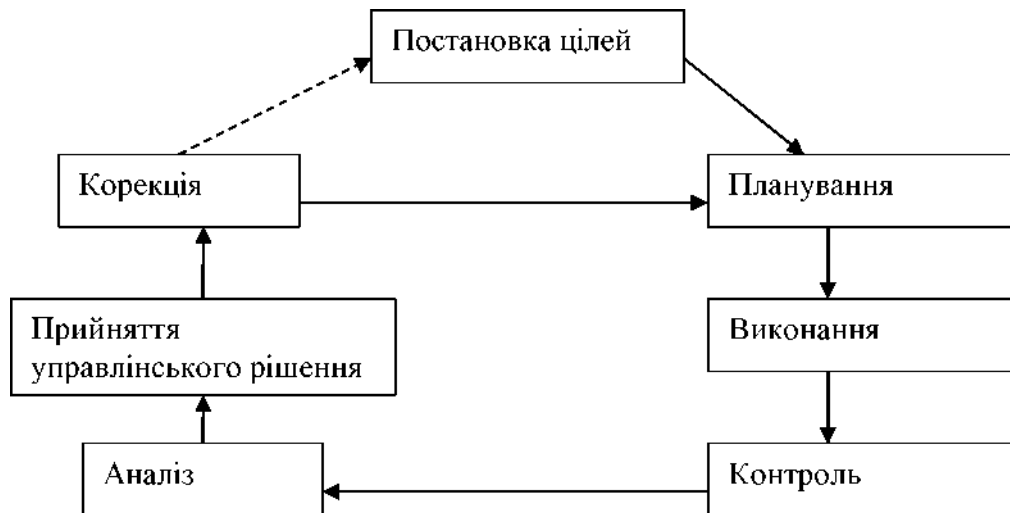 Постановка цілей
Корекція
Планування
Прийняття
управлінського рішення
Виконання
Аналіз
Контроль